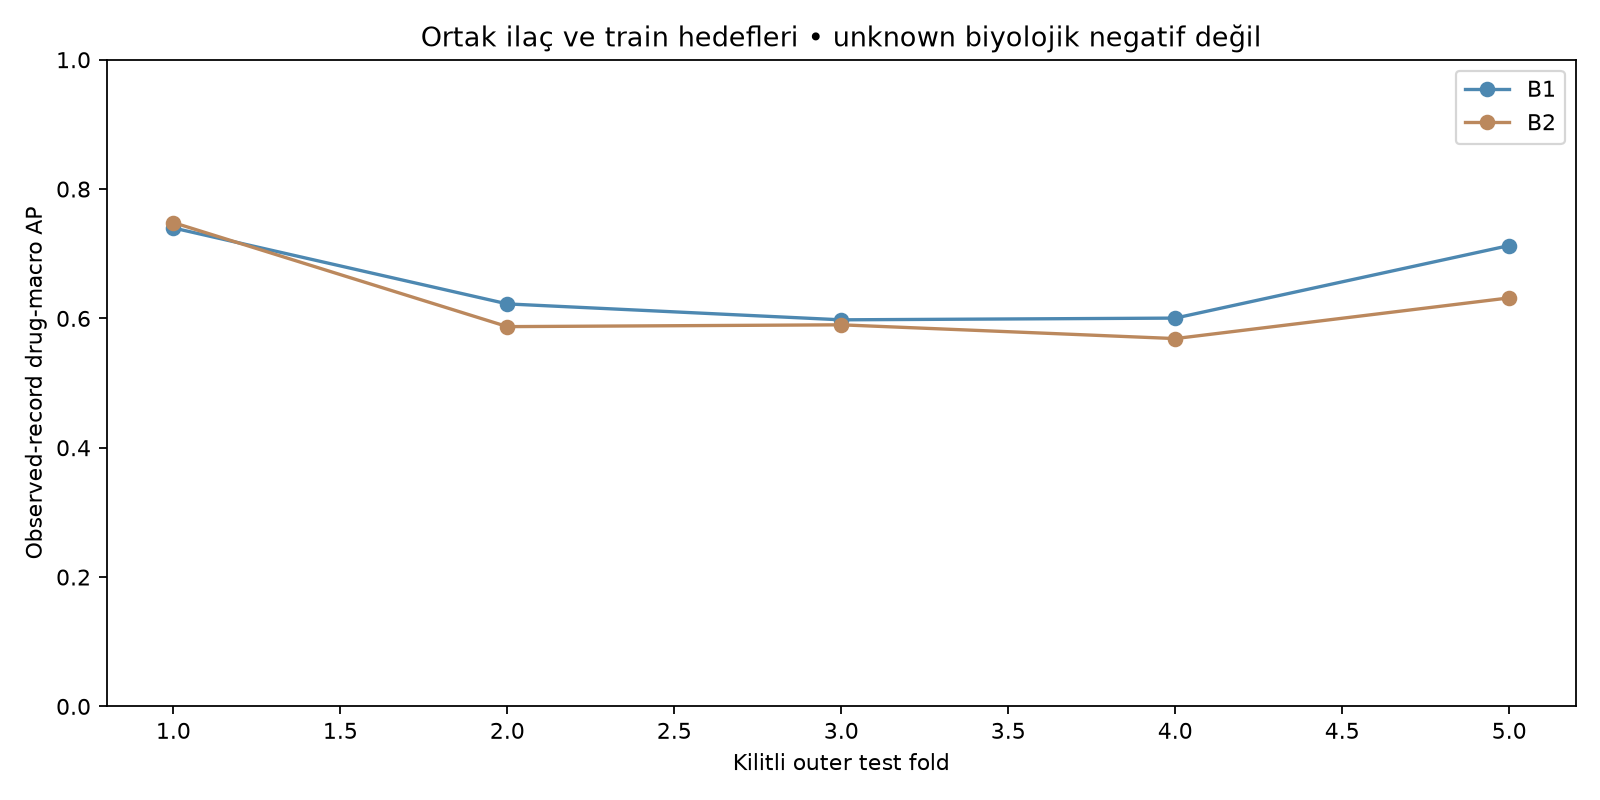 Ortak ilaç ve train hedefleri • unknown biyolojik negatif değil
B1
B2
Observed-record drug-macro AP
1.0
0.8
0.6
0.4
0.2
0.0
1.0 1.5 2.0 2.5 3.0 3.5 4.0 4.5 5.0
Kilitli outer test fold